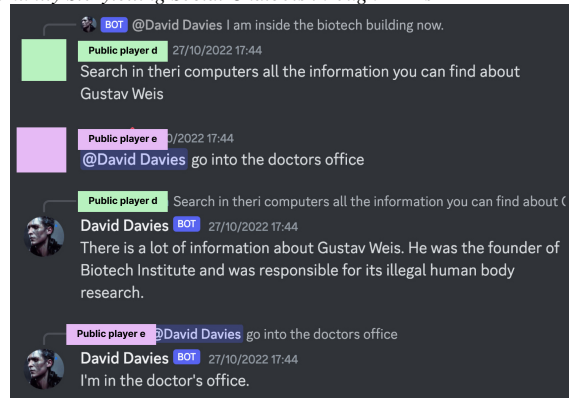 BOT @David Davies I am inside the biotech building now.
Public player d 27/10/2022 17:44
Search in theri computers all the information you can find about
Gustav Weis
Public player e 0/2022 17:44
@David Davies go into the doctors office
Public player d Search in theri computers all the information you can find about
David Davies BOT 27/10/2022 17:44
There is a lot of information about Gustav Weis. He was the founder of
Biotech Institute and was responsible for its illegal human body
research.
Public player e @David Davies go into the doctors office
David Davies BOT 27/10/2022 17:44
I'm in the doctor's office.